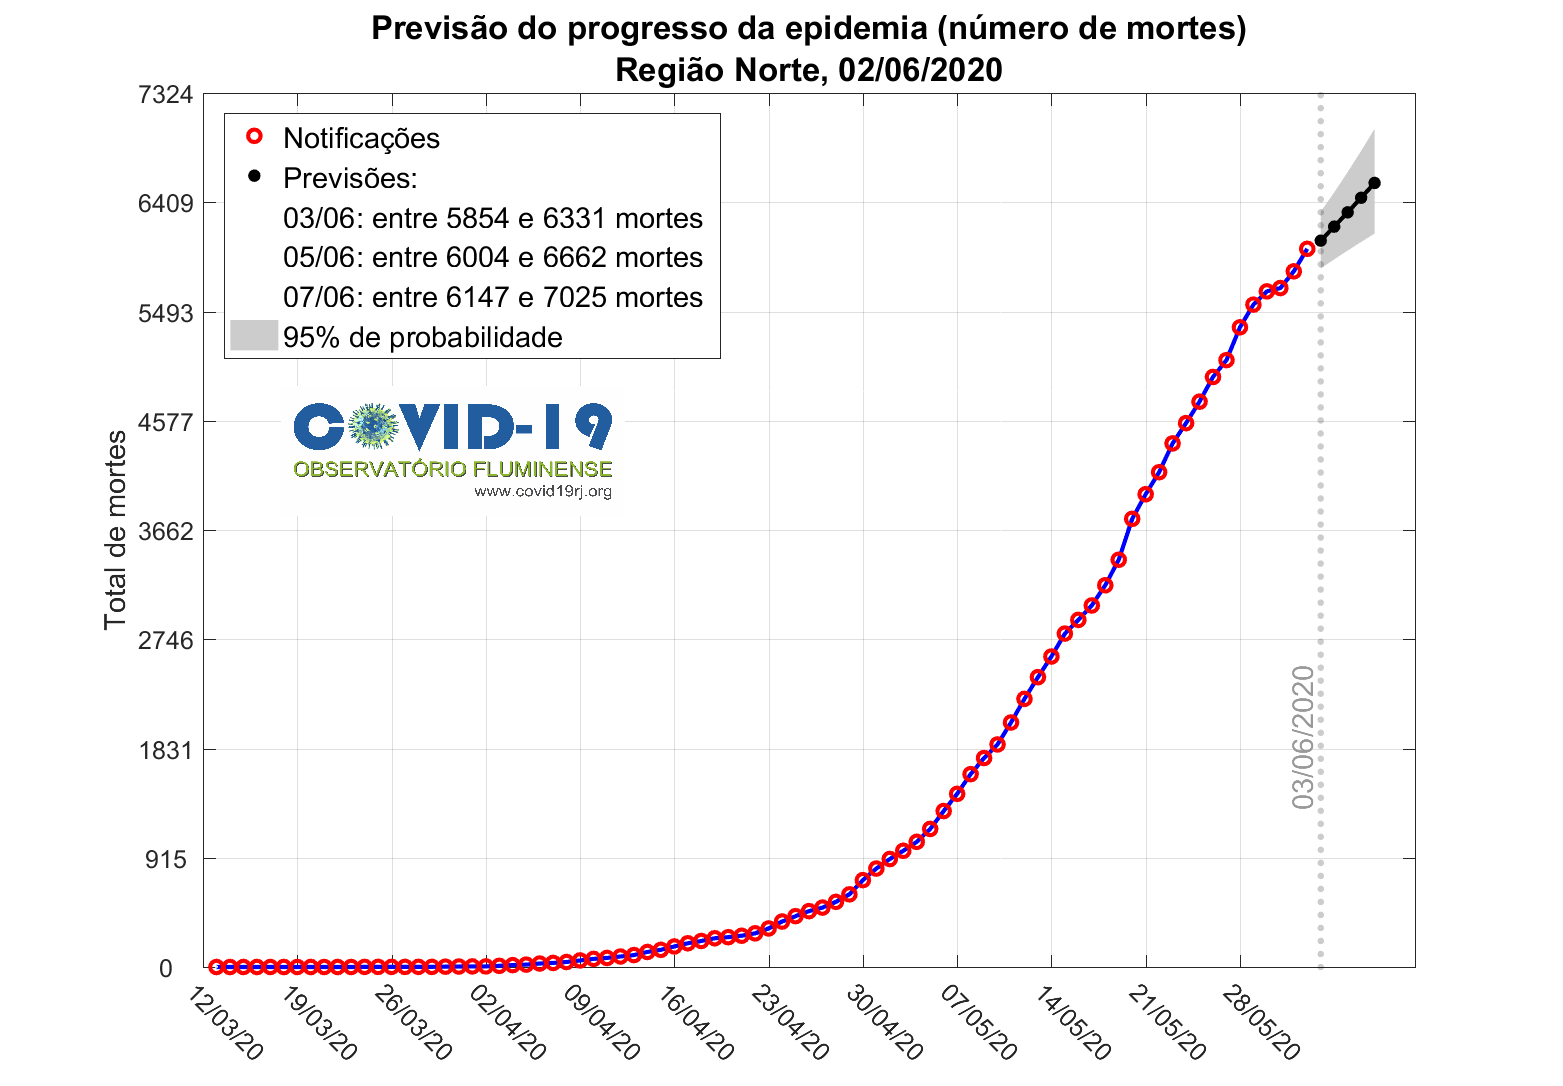 Previsão do progresso da epidemia (número de mortes)
Região Norte, 02/06/2020
7324
6409
5493
4577
3662
2746
1831
915
0
Total de mortes
Notificações
Previsões:
03/06: entre 5854 e 6331 mortes
05/06: entre 6004 e 6662 mortes
07/06: entre 6147 e 7025 mortes
95% de probabilidade
COVID-19
OBSERVATÓRIO FLUMINENSE
www.covid19rj.org
03/06/2020
12/03/20
19/03/20
26/03/20
02/04/20
09/04/20
16/04/20
23/04/20
30/04/20
07/05/20
14/05/20
21/05/20
28/05/20